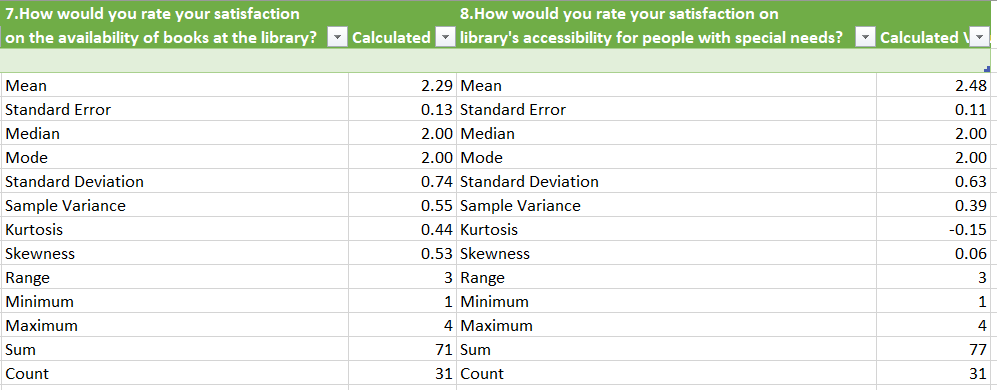 7.How would you rate your satisfaction 8.How would you rate your satisfaction on
on the availability of books at the library? Calculated library's accessibility for people with special needs? Calculated
Mean 2.29 Mean 2.48
Standard Error 0.13 Standard Error 0.11
Median 2.00 Median 2.00
Mode 2.00 Mode 2.00
Standard Deviation 0.74 Standard Deviation 0.63
Sample Variance 0.55 Sample Variance 0.39
Kurtosis 0.44 Kurtosis -0.15
Skewness 0.53 Skewness 0.06
Range 3 Range 3
Minimum 1 Minimum 1
Maximum 4 Maximum 4
Sum 71 Sum 77
Count 31 Count 31